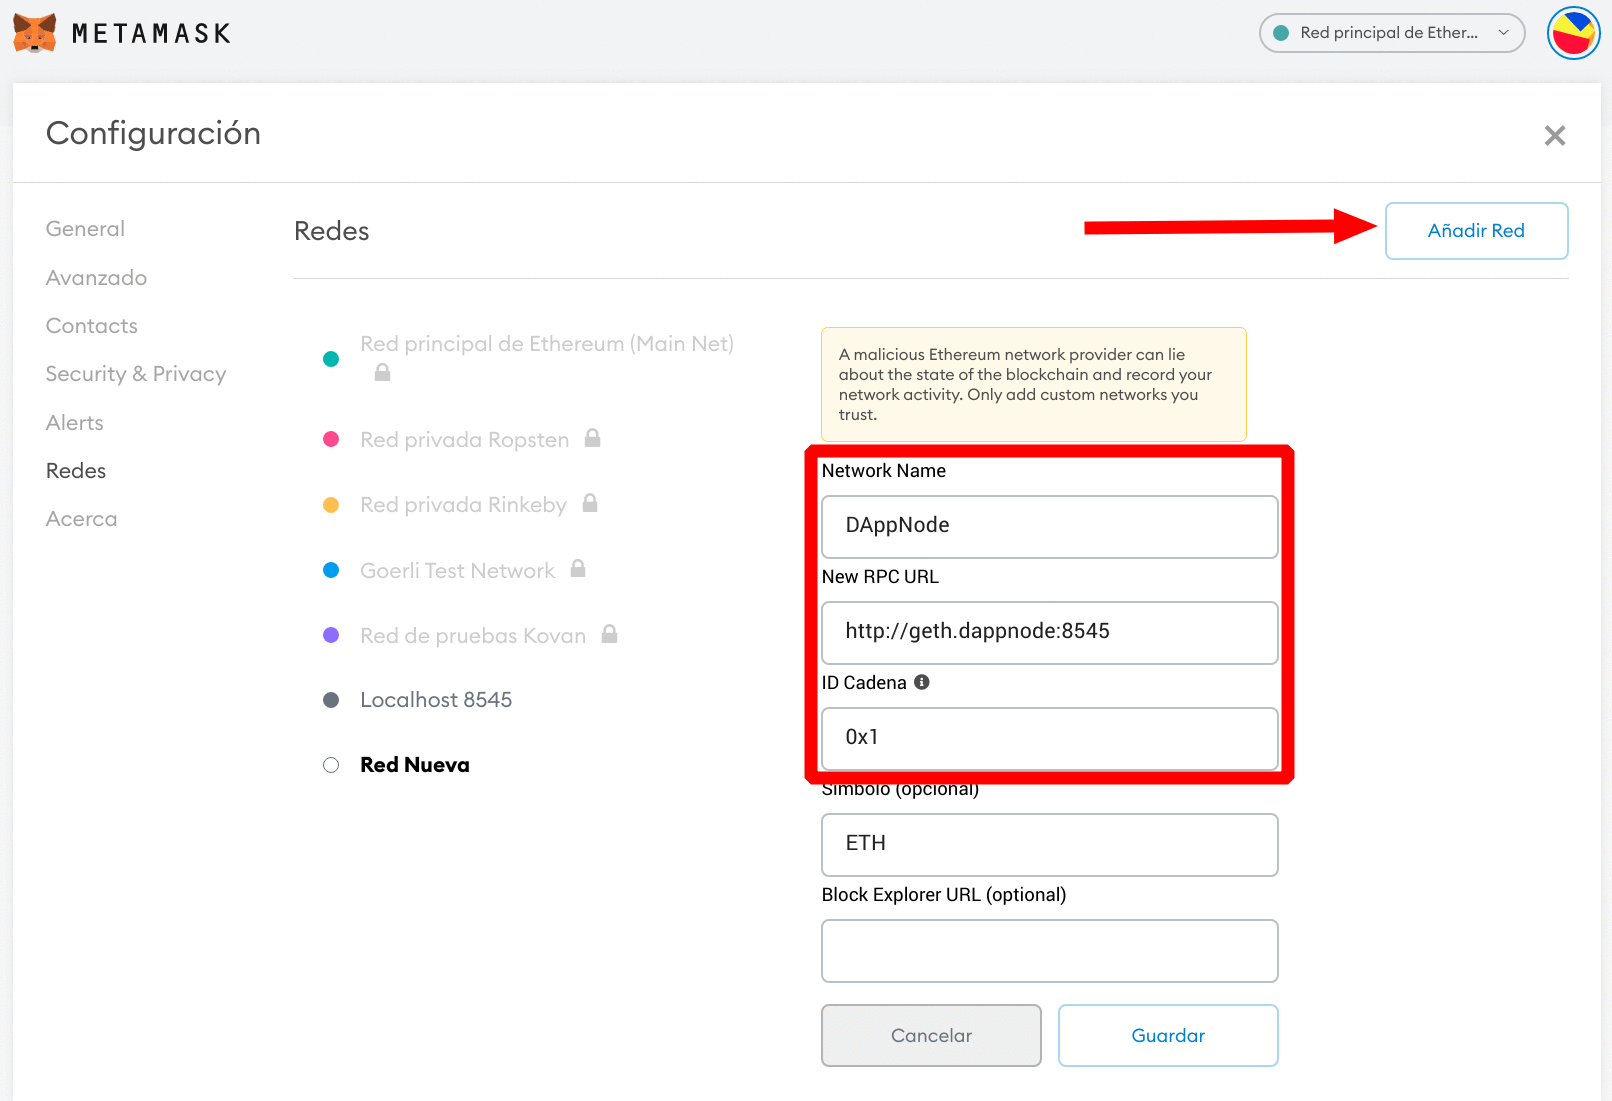 METAMASK
Red principal de Ether...
Configuración
General
Avanzado
Contacts
Security & Privacy
Alerts
Redes
Acerca
Redes
Añadir Red
Red principal de Ethereum (Main Net)
Red privada Ropsten
Red privada Rinkeby
Goerli Test Network
Red de pruebas Kovan
Localhost 8545
Red Nueva
A malicious Ethereum network provider can lie
about the state of the blockchain and record your
network activity. Only add custom networks you
trust.
Network Name
DAppNode
New RPC URL
http://geth.dappnode:8545
ID Cadena
0x1
Símbolo (opcional)
ETH
Block Explorer URL (optional)
Cancelar
Guardar